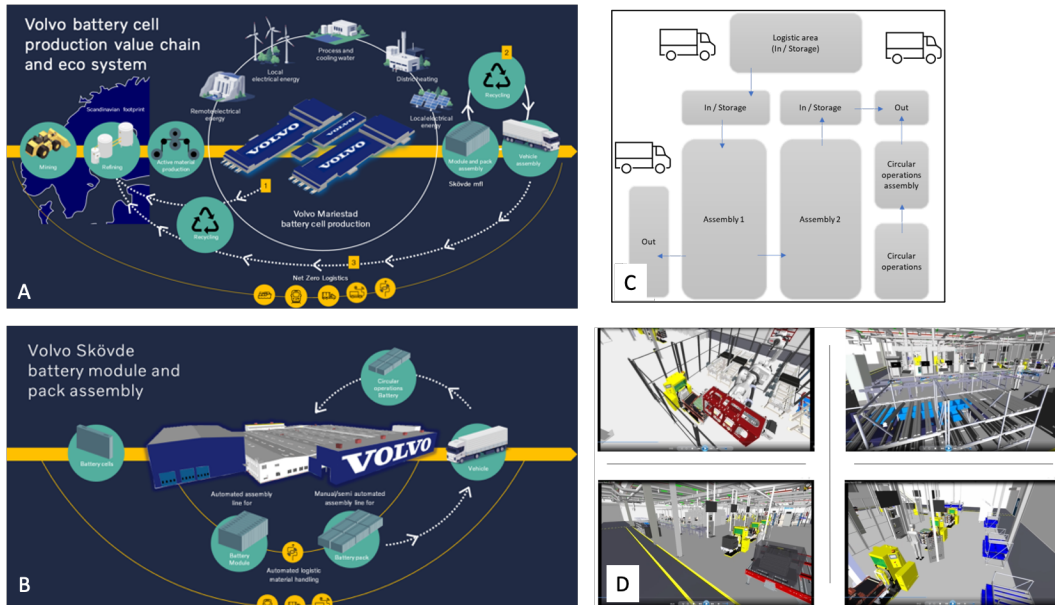 Volvo battery cell
production value chain
and eco system
Process and
cooling water
Local
electrical energy
District heating
Remote electrical
energy
Local electrical
energy
2
Recycling
Scandinavian footprint
Mining
Refining
Active material
production
VOLVO
VOLVO
VOLVO
Module and pack
assembly
Vehicle
assembly
Skövde mfl
1
Volvo Mariestad
battery cell production
Recycling
3
Net Zero Logistics
A
Logistic area
(In / Storage)
In / Storage
In / Storage
Out
Circular
operations
assembly
Assembly 1
Assembly 2
Out
Circular
operations
C
Volvo Skövde
battery module and
pack assembly
Circular
operations
Battery
Battery cells
VOLVO
Vehicle
Automated assembly
line for
Manual/semi automated
assembly line for
Battery
Module
Battery pack
Automated logistic
material handling
B
D